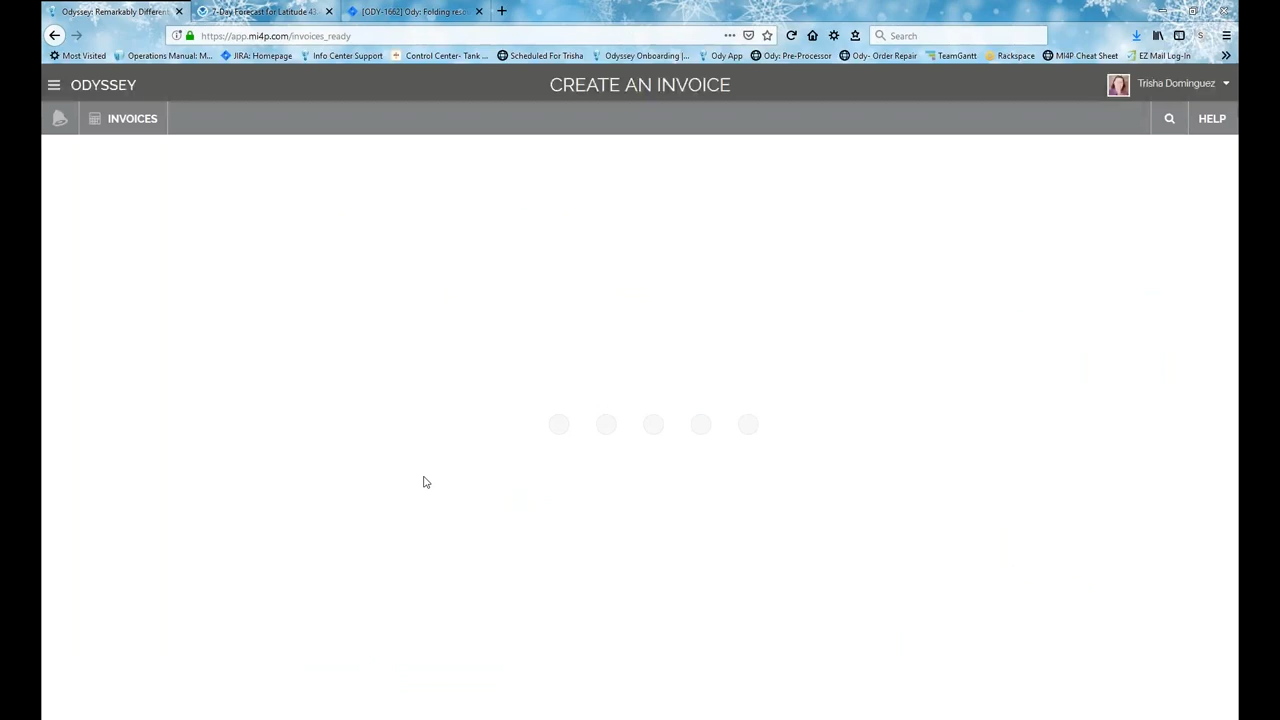 Odyssey: Remarkably Differen
7-Day Forecast for Latitude 43.
[ODY-1662] Ody: Folding reso
https://app.mi4p.com/invoices_ready
Search
Most Visited
Operations Manual: M...
JIRA: Homepage
Info Center Support
Control Center- Tank ...
Scheduled For Trisha
Odyssey Onboarding |...
Ody App
Ody: Pre-Processor
Ody- Order Repair
TeamGantt
Rackspace
MI4P Cheat Sheet
EZ Mail Log-In
ODYSSEY
CREATE AN INVOICE
Trisha Dominguez
INVOICES
HELP